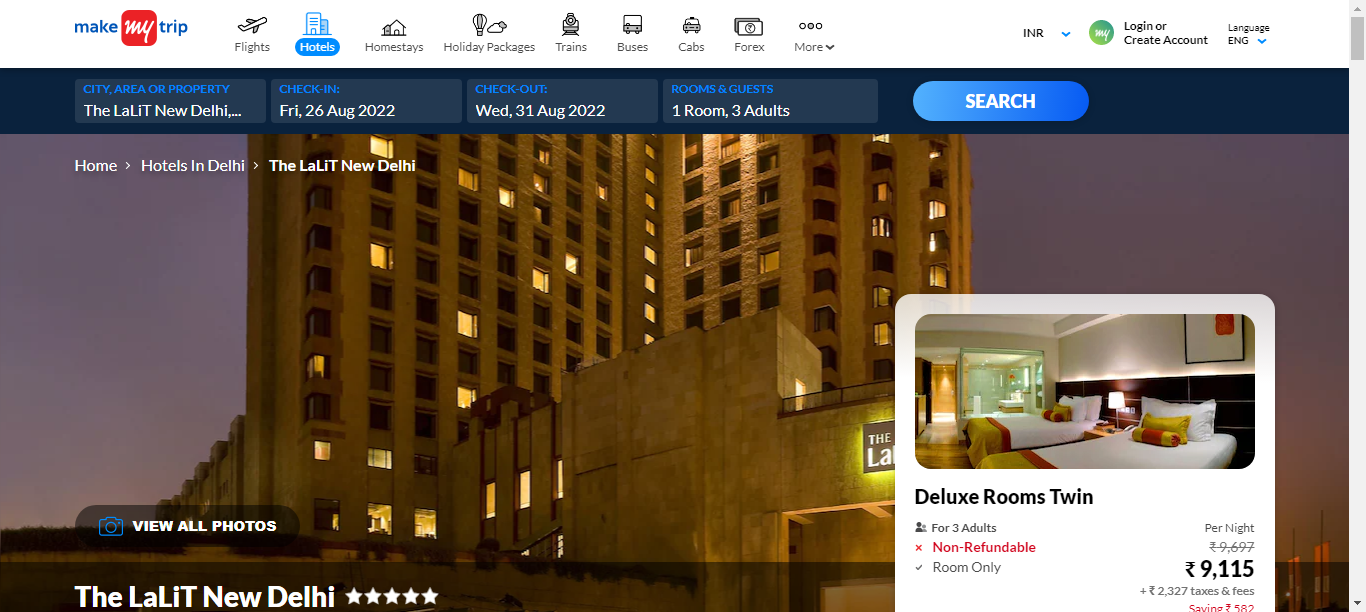 make my trip
Flights
Hotels
Homestays
Holiday Packages
Trains
Buses
Cabs
Forex
More
INR
my
Login or
Create Account
Language
ENG
CITY, AREA OR PROPERTY
The LaLiT New Delhi,...
CHECK-IN:
Fri, 26 Aug 2022
CHECK-OUT:
Wed, 31 Aug 2022
ROOMS & GUESTS
1 Room, 3 Adults
SEARCH
Home › Hotels In Delhi › The LaLiT New Delhi
THE
LaL
VIEW ALL PHOTOS
The LaLiT New Delhi
Deluxe Rooms Twin
For 3 Adults
Per Night
Non-Refundable
₹ 9,697
Room Only
₹ 9,115
+ ₹ 2,327 taxes & fees
Saving ₹ 582